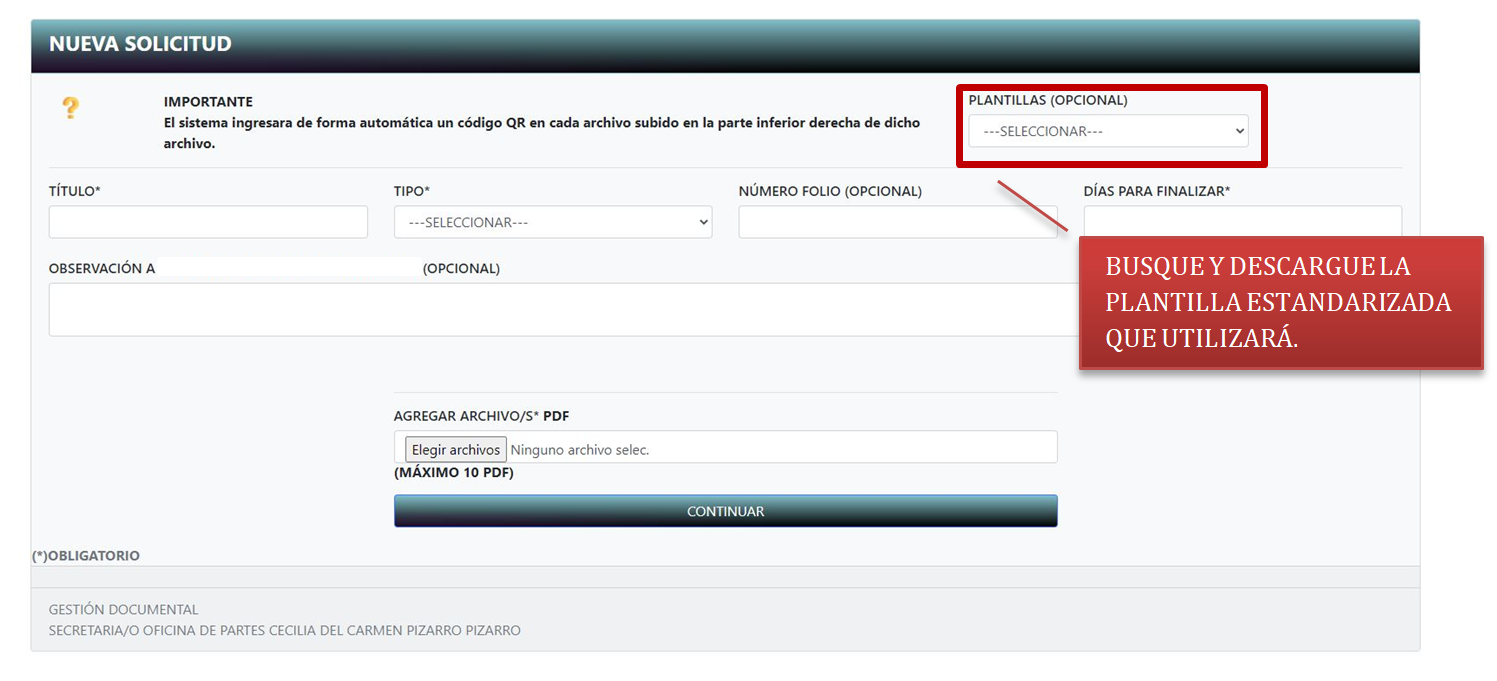 NUEVA SOLICITUD
IMPORTANTE
El sistema ingresara de forma automática un código QR en cada archivo subido en la parte inferior derecha de dicho
archivo.
PLANTILLAS (OPCIONAL)
---SELECCIONAR---
TÍTULO*
TIPO*
NÚMERO FOLIO (OPCIONAL)
DÍAS PARA FINALIZAR*
---SELECCIONAR---
OBSERVACIÓN A (OPCIONAL)
BUSQUE Y DESCARGUE LA
PLANTILLA ESTANDARIZADA
QUE UTILIZARÁ.
AGREGAR ARCHIVO/S* PDF
Elegir archivos Ninguno archivo selec.
(MÁXIMO 10 PDF)
CONTINUAR
(*)OBLIGATORIO
GESTIÓN DOCUMENTAL
SECRETARIA/O OFICINA DE PARTES CECILIA DEL CARMEN PIZARRO PIZARRO